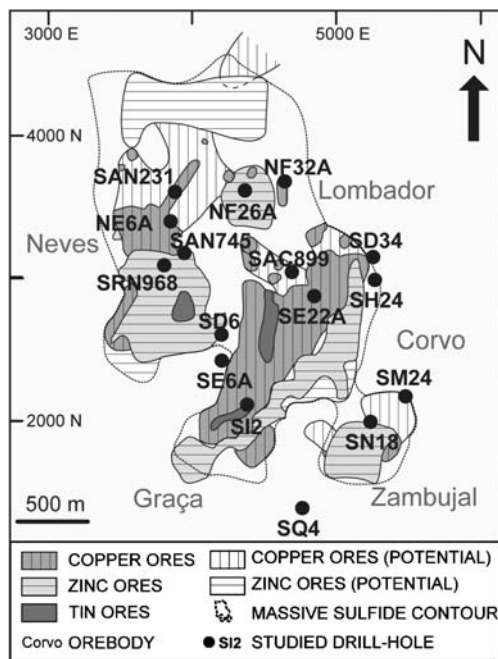 3000 E
5000 E
N
4000 N
SAN231
NF32A
Lombador
NE6A
NF26A
Neves
SAN745
SD34
SAC899
SRN968
SH24
SE22A
SD6
Corvo
SE6A
SM24
2000 N
SI2
SN18
500 m
Graça
Zambujal
SQ4
COPPER ORES
COPPER ORES (POTENTIAL)
ZINC ORES
ZINC ORES (POTENTIAL)
TIN ORES
MASSIVE SULFIDE CONTOUR
Corvo OREBODY
SI2 STUDIED DRILL-HOLE